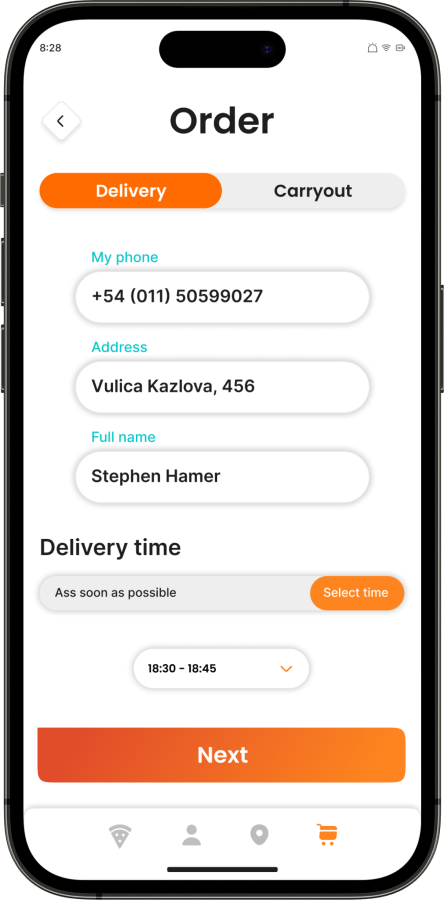 8:28
Order
Delivery
Carryout
My phone
+54 (011) 50599027
Address
Vulica Kazlova, 456
Full name
Stephen Hamer
Delivery time
Ass soon as possible
Select time
18:30 - 18:45
Next